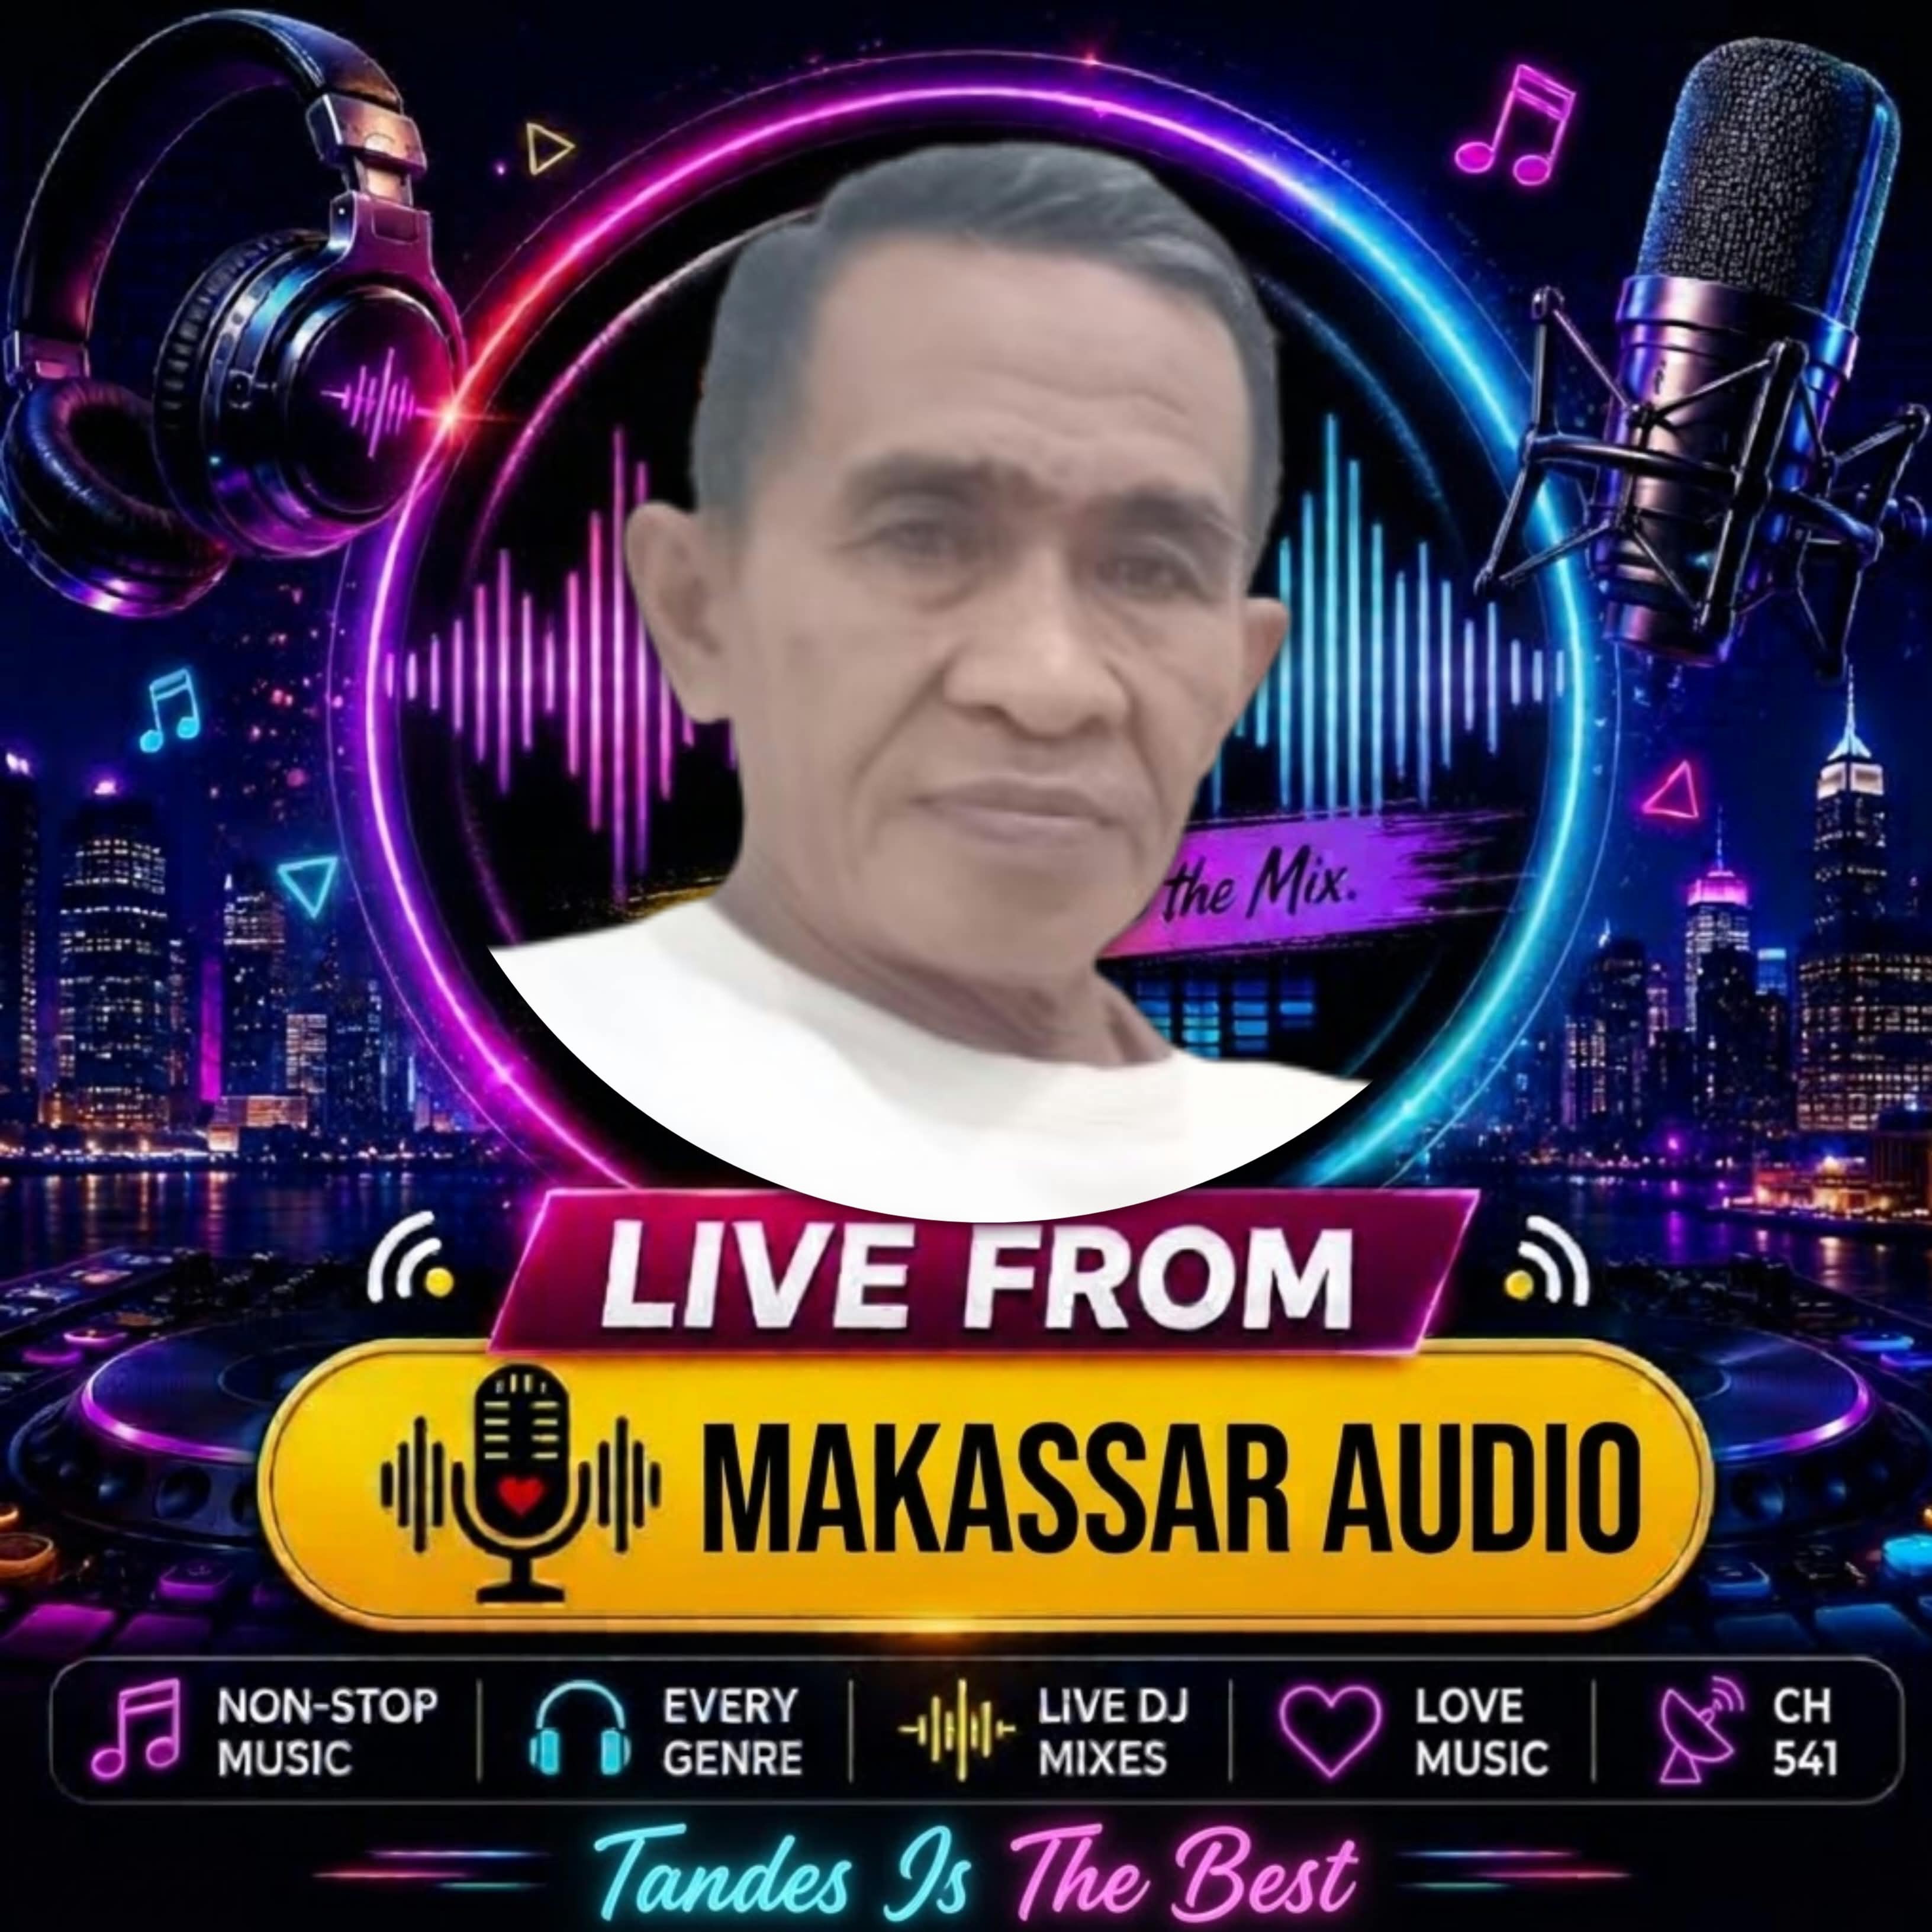 the Mix.
LIVE FROM
MAKASSAR AUDIO
NON-STOP
MUSIC
EVERY
GENRE
LIVE DJ
MIXES
LOVE
MUSIC
CH
541
Tandes Is The Best